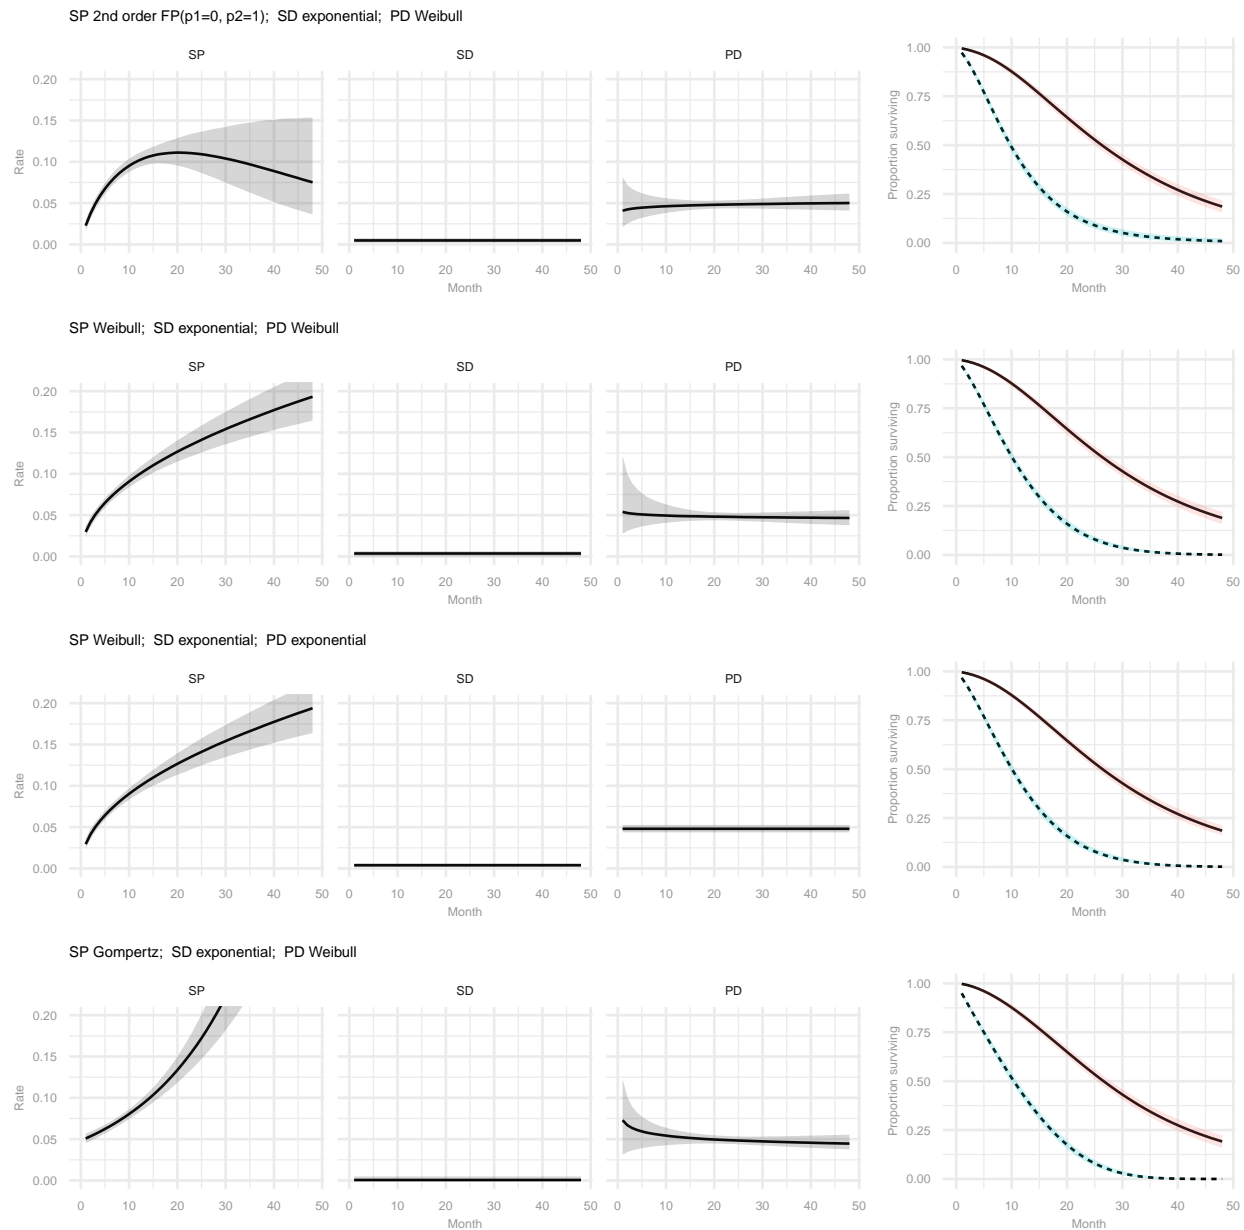 SP 2nd order FP(p1=0, p2=1);  SD exponential;  PD Weibull
SP SD PD
Rate
0.20
0.15
0.10
0.05
0.00
0 10 20 30 40 50 0 10 20 30 40 50 0 10 20 30 40 50
Month
Proportion surviving
1.00
0.75
0.50
0.25
0.00
0 10 20 30 40 50
Month
SP Weibull;  SD exponential;  PD Weibull
SP SD PD
Rate
0.20
0.15
0.10
0.05
0.00
0 10 20 30 40 50 0 10 20 30 40 50 0 10 20 30 40 50
Month
Proportion surviving
1.00
0.75
0.50
0.25
0.00
0 10 20 30 40 50
Month
SP Weibull;  SD exponential;  PD exponential
SP SD PD
Rate
0.20
0.15
0.10
0.05
0.00
0 10 20 30 40 50 0 10 20 30 40 50 0 10 20 30 40 50
Month
Proportion surviving
1.00
0.75
0.50
0.25
0.00
0 10 20 30 40 50
Month
SP Gompertz;  SD exponential;  PD Weibull
SP SD PD
Rate
0.20
0.15
0.10
0.05
0.00
0 10 20 30 40 50 0 10 20 30 40 50 0 10 20 30 40 50
Month
Proportion surviving
1.00
0.75
0.50
0.25
0.00
0 10 20 30 40 50
Month